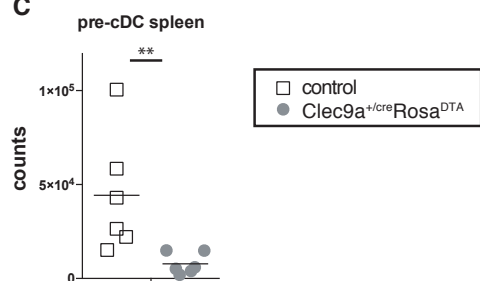 C
pre-cDC spleen
**
1×10⁵
5×10⁴
0
counts
control
Clec9a⁺/ᶜʳᵉRosaᴰᵀᴬ